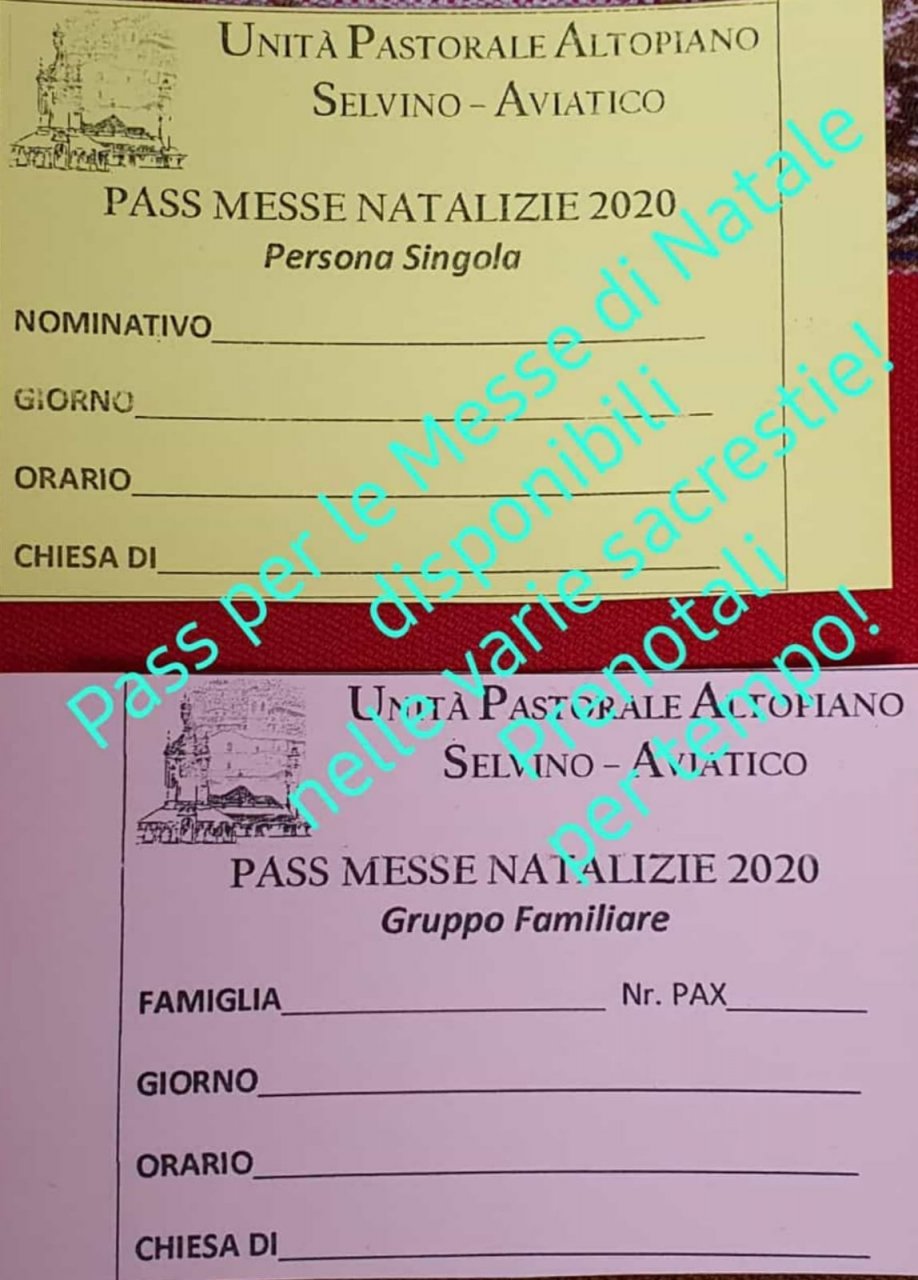 UNITÀ PASTORALE ALTOPIANO
SELVINO – AVIATICO
PASS MESSE NATALIZIE 2020
Persona Singola
NOMINATIVO
GIORNO
ORARIO
CHIESA DI
Pass per le Messe di Natale
disponibili
nelle varie sacrestie!
Prenotali
per tempo!
UNITÀ PASTORALE ALTOPIANO
SELVINO – AVIATICO
PASS MESSE NATALIZIE 2020
Gruppo Familiare
FAMIGLIA Nr. PAX
GIORNO
ORARIO
CHIESA DI